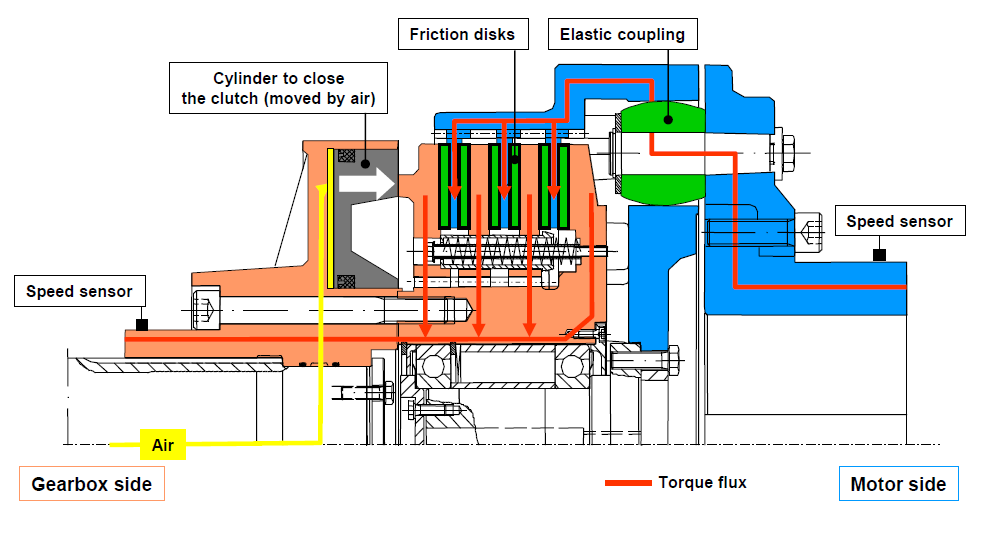 Friction disks
Elastic coupling
Cylinder to close
the clutch (moved by air)
Speed sensor
Speed sensor
Air
Gearbox side
Torque flux
Motor side